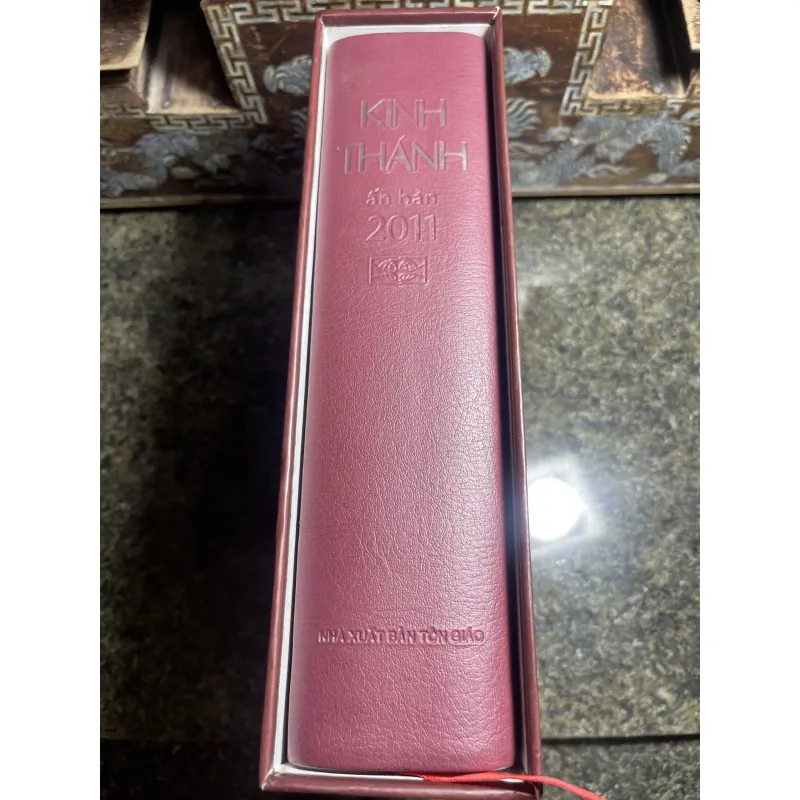 KINH
THÁNH
ấn bản
2011
NHÀ XUẤT BẢN TÔN GIÁO